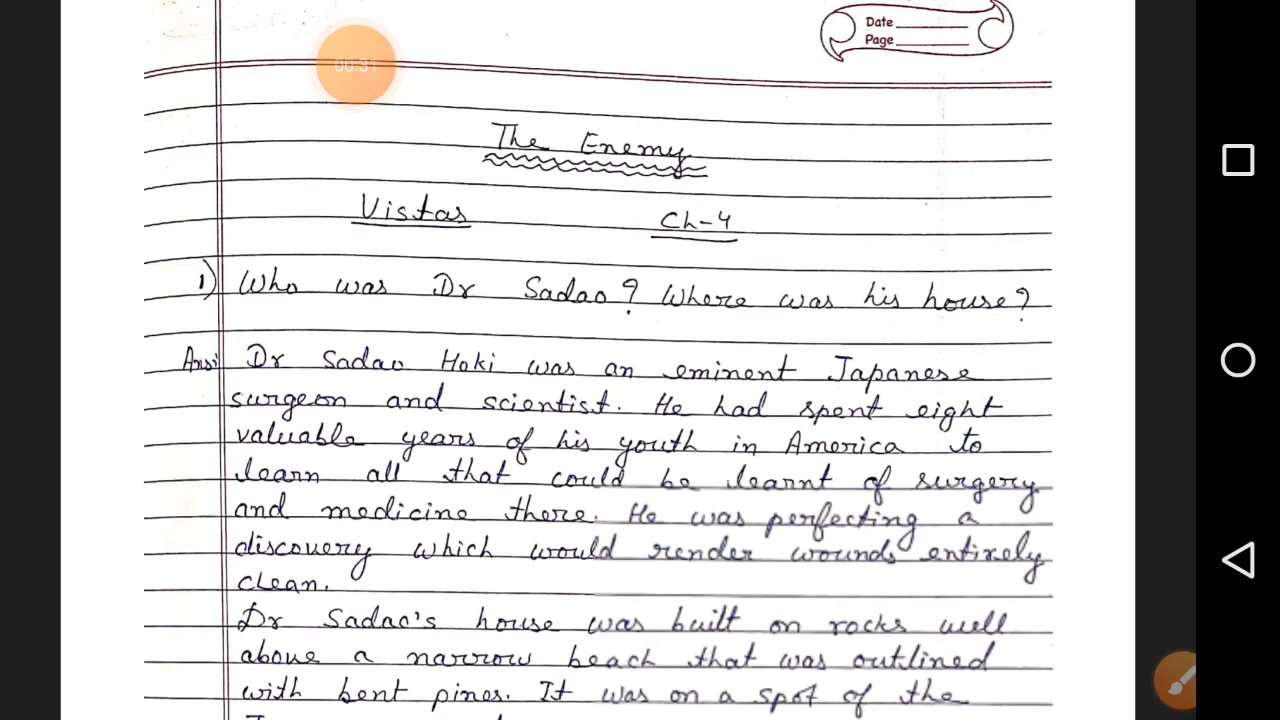 Date
Page
00:31
The Enemy
Vistas Ch-4
1) Who was Dr Sadao? Where was his house?
Ans: Dr Sadao Hoki was an eminent Japanese
surgeon and scientist. He had spent eight
valuable years of his youth in America to
learn all that could be learnt of surgery
and medicine there. He was perfecting a
discovery which would render wounds entirely
clean.
Dr Sadao's house was built on rocks well
above a narrow beach that was outlined
with bent pines. It was on a spot of the